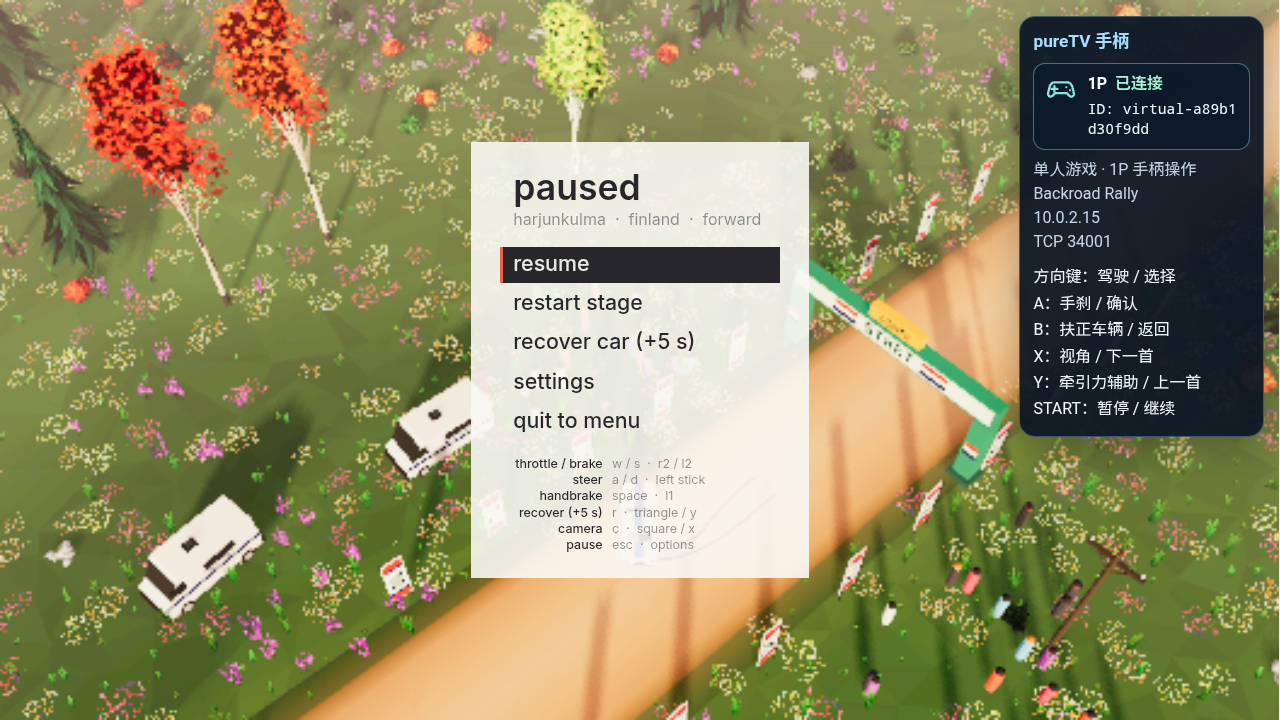 paused
harjunkulma · finland · forward
resume
restart stage
recover car (+5 s)
settings
quit to menu
throttle / brake w / s · r2 / l2
steer a / d · left stick
handbrake space · l1
recover (+5 s) r · triangle / y
camera c · square / x
pause esc · options
START
pureTV 手柄
1P 已连接
ID: virtual-a89b1
d30f9dd
单人游戏 · 1P 手柄操作
Backroad Rally
10.0.2.15
TCP 34001
方向键：驾驶 / 选择
A：手刹 / 确认
B：扶正车辆 / 返回
X：视角 / 下一首
Y：牵引力辅助 / 上一首
START：暂停 / 继续